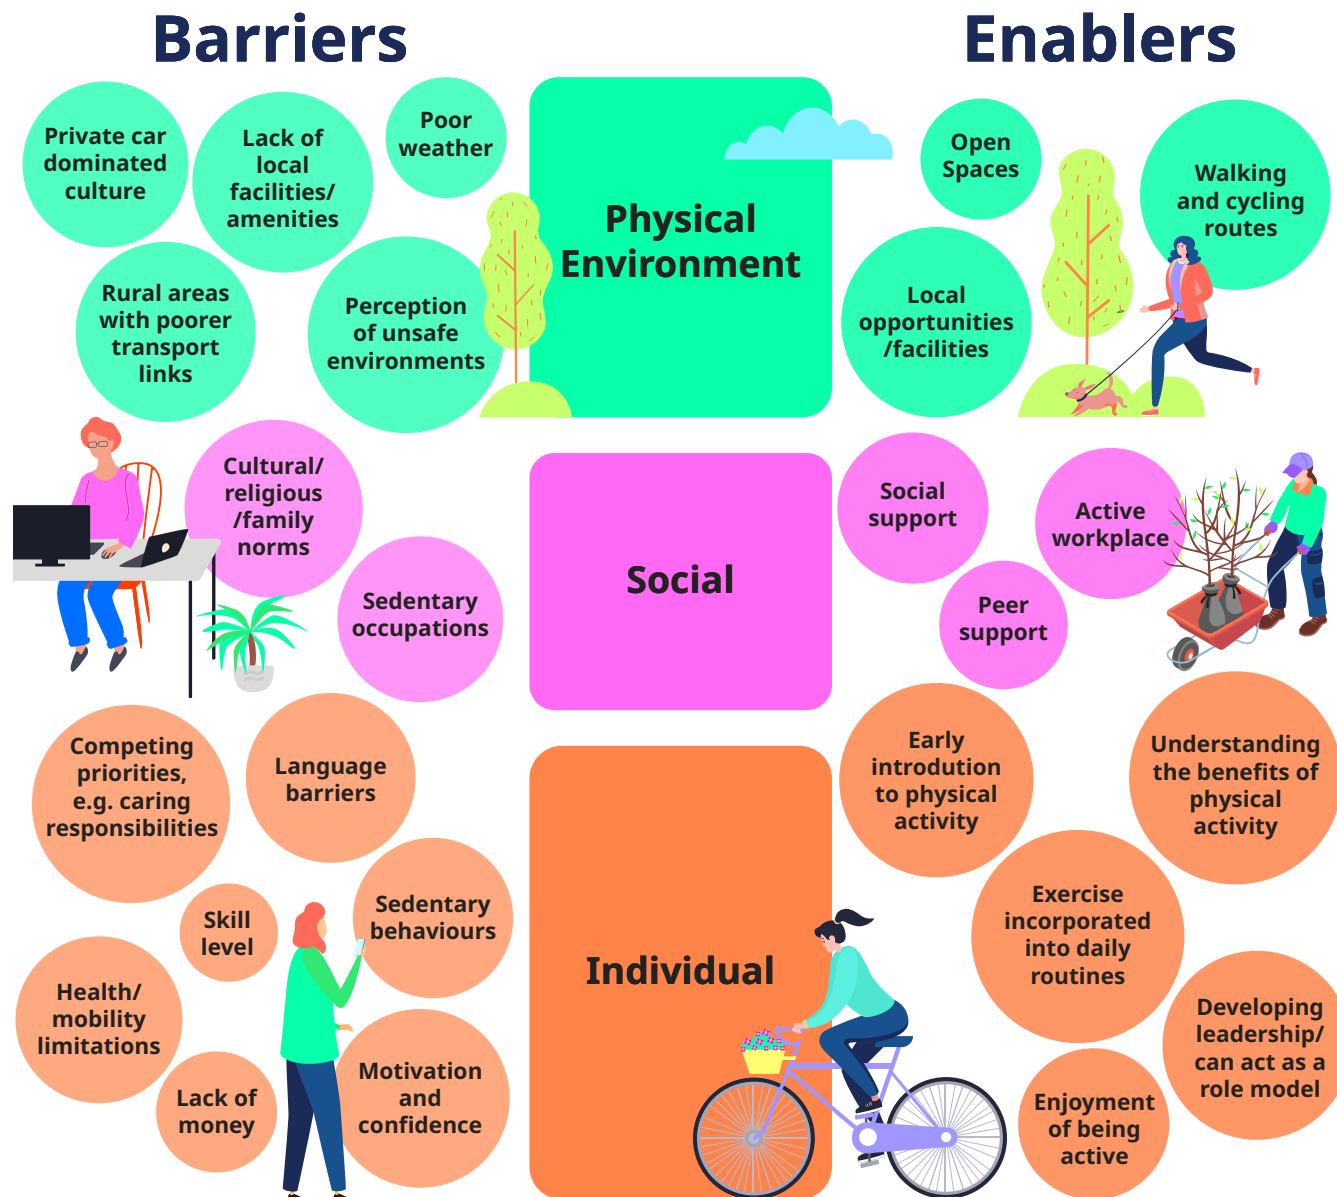 Barriers
Enablers
Private car
dominated
culture
Lack of
local
facilities/
amenities
Poor
weather
Rural areas
with poorer
transport
links
Perception
of unsafe
environments
Physical
Environment
Open
Spaces
Walking
and cycling
routes
Local
opportunities
/facilities
Cultural/
religious
/family
norms
Sedentary
occupations
Social
Social
support
Active
workplace
Peer
support
Competing
priorities,
e.g. caring
responsibilities
Language
barriers
Skill
level
Sedentary
behaviours
Health/
mobility
limitations
Lack of
money
Motivation
and
confidence
Individual
Early
introdution
to physical
activity
Understanding
the benefits of
physical
activity
Exercise
incorporated
into daily
routines
Developing
leadership/
can act as a
role model
Enjoyment
of being
active